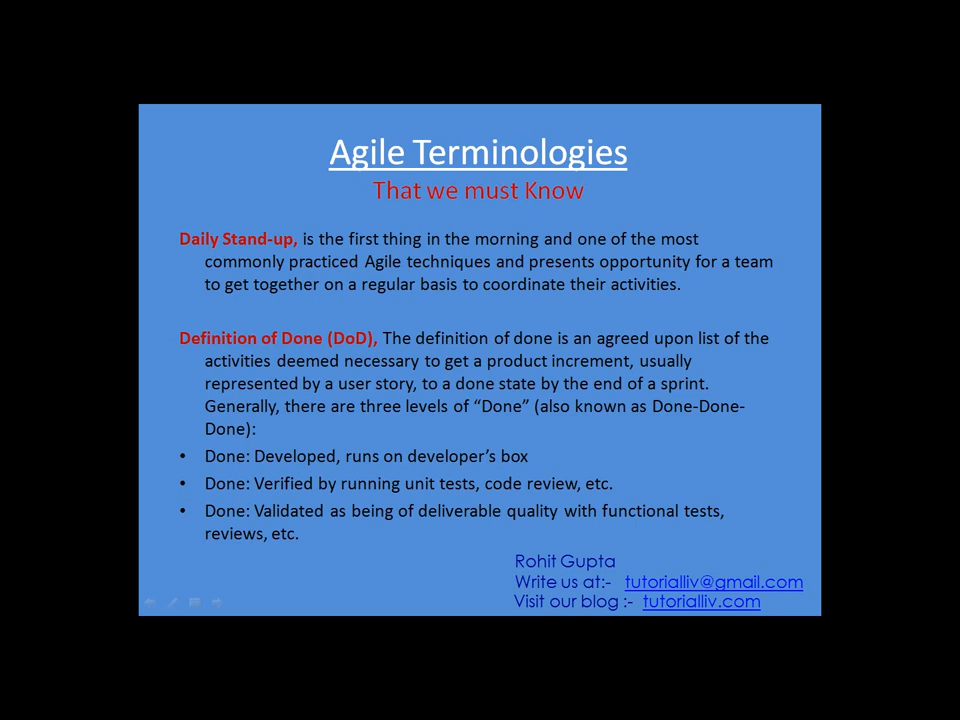 Agile Terminologies
That we must Know
Daily Stand-up, is the first thing in the morning and one of the most
commonly practiced Agile techniques and presents opportunity for a team
to get together on a regular basis to coordinate their activities.
Definition of Done (DoD), The definition of done is an agreed upon list of the
activities deemed necessary to get a product increment, usually
represented by a user story, to a done state by the end of a sprint.
Generally, there are three levels of “Done” (also known as Done-Done-
Done):
• Done: Developed, runs on developer’s box
• Done: Verified by running unit tests, code review, etc.
• Done: Validated as being of deliverable quality with functional tests,
reviews, etc.
Rohit Gupta
Write us at:- tutorialliv@gmail.com
Visit our blog :- tutorialliv.com